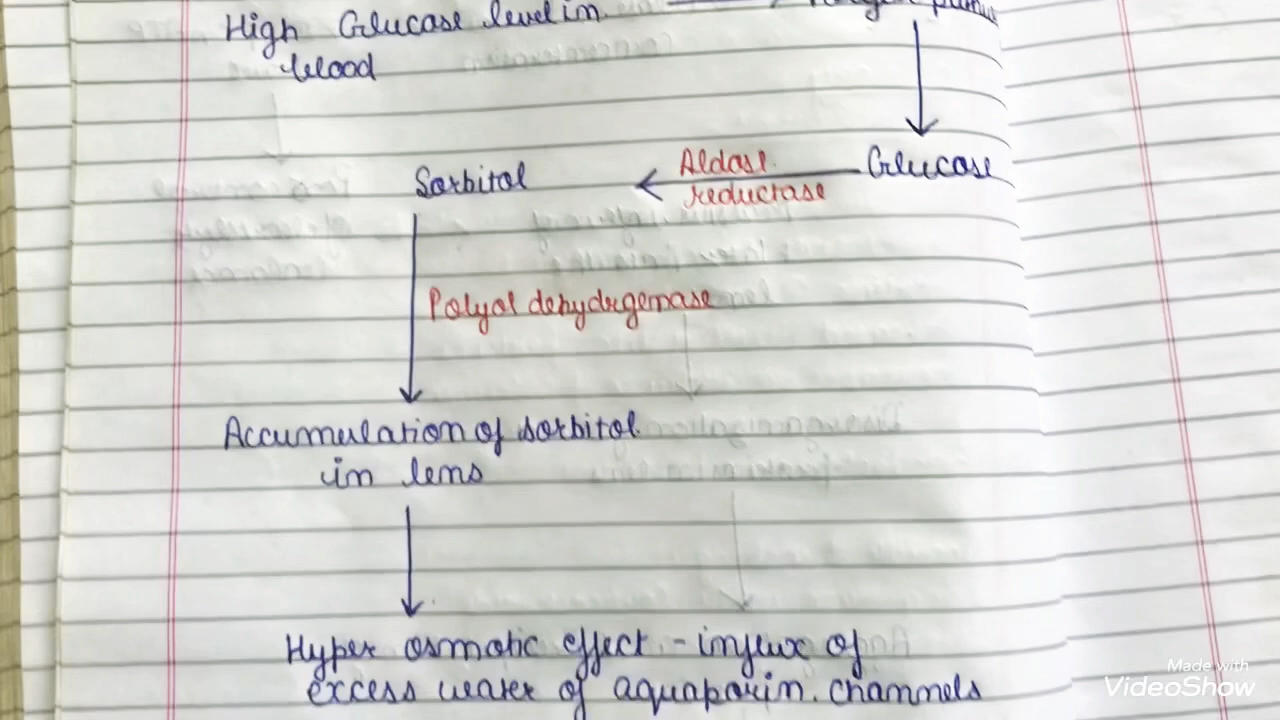 High Glucose level in
blood
Glucose
Aldose
reductase
Sorbitol
Polyol dehydrgenase
Accumulation of sorbitol
in lens
Hyper osmotic effect - influx of
excess water of aquaporin channels
Made with
VideoShow